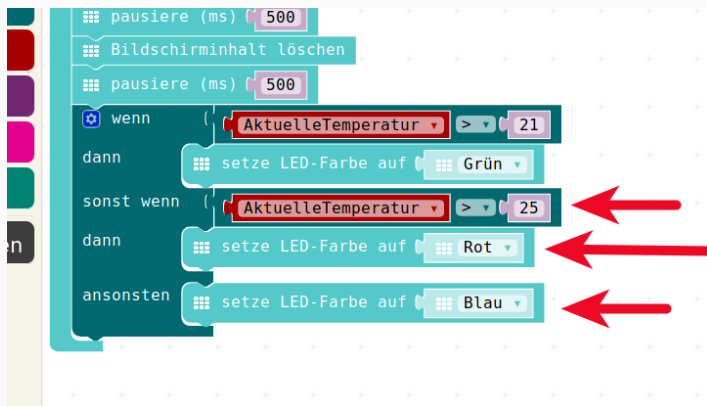 pausiere (ms) 500
Bildschirminhalt löschen
pausiere (ms) 500
wenn AktuelleTemperatur > 21
dann setze LED-Farbe auf Grün
sonst wenn AktuelleTemperatur > 25
dann setze LED-Farbe auf Rot
en
ansonsten setze LED-Farbe auf Blau